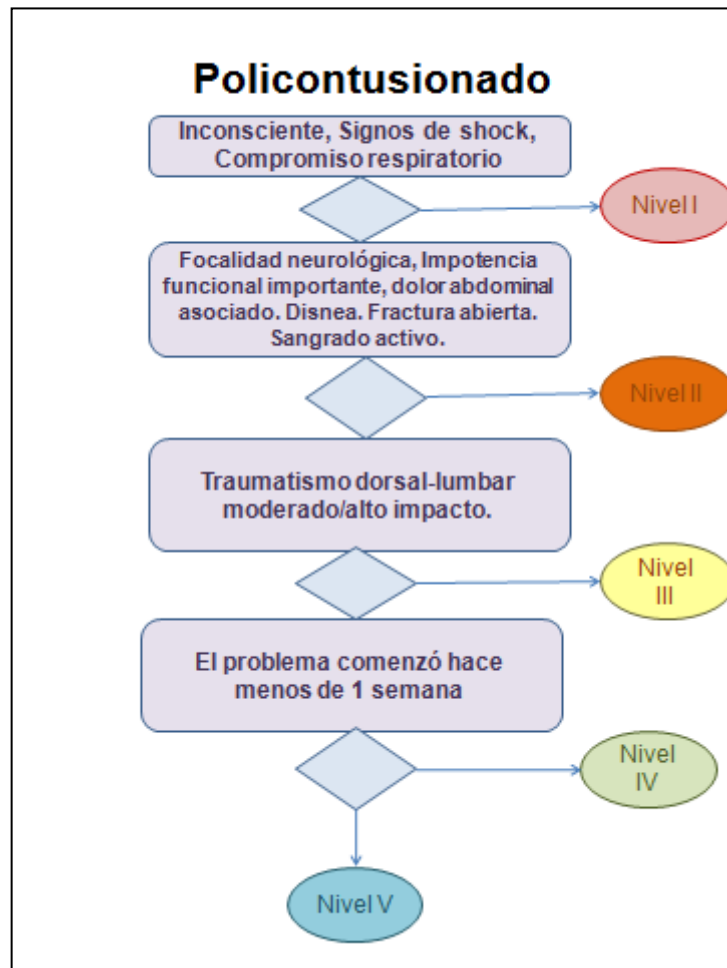 Policontusionado
Inconsciente, Signos de shock,
Compromiso respiratorio
Nivel I
Focalidad neurológica, Impotencia
funcional importante, dolor abdominal
asociado. Disnea. Fractura abierta.
Sangrado activo.
Nivel II
Traumatismo dorsal-lumbar
moderado/alto impacto.
Nivel
III
El problema comenzó hace
menos de 1 semana
Nivel
IV
Nivel V